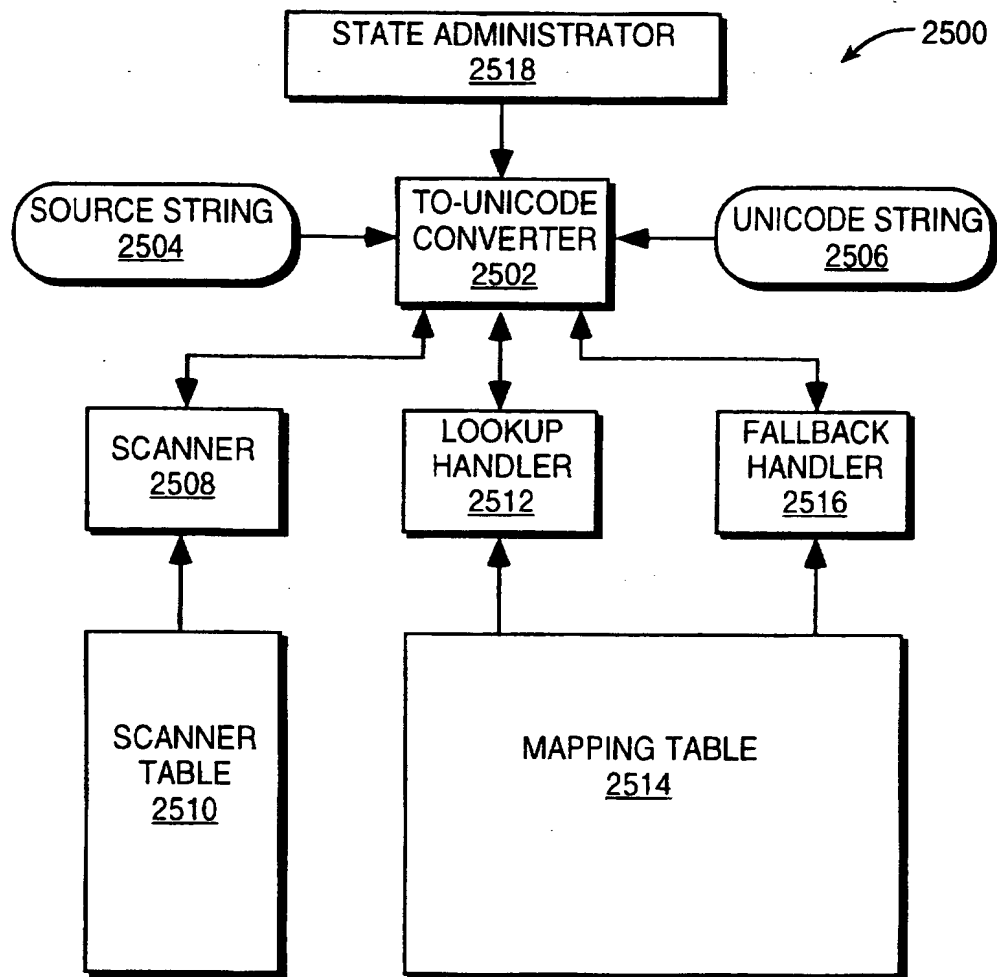 STATE ADMINISTRATOR
2518
2500
SOURCE STRING
2504
TO-UNICODE
CONVERTER
2502
UNICODE STRING
2506
SCANNER
2508
LOOKUP
HANDLER
2512
FALLBACK
HANDLER
2516
SCANNER
TABLE
2510
MAPPING TABLE
2514